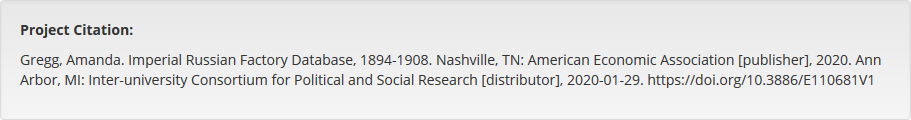 Project Citation:
Gregg, Amanda. Imperial Russian Factory Database, 1894-1908. Nashville, TN: American Economic Association [publisher], 2020. Ann
Arbor, MI: Inter-university Consortium for Political and Social Research [distributor], 2020-01-29. https://doi.org/10.3886/E110681V1